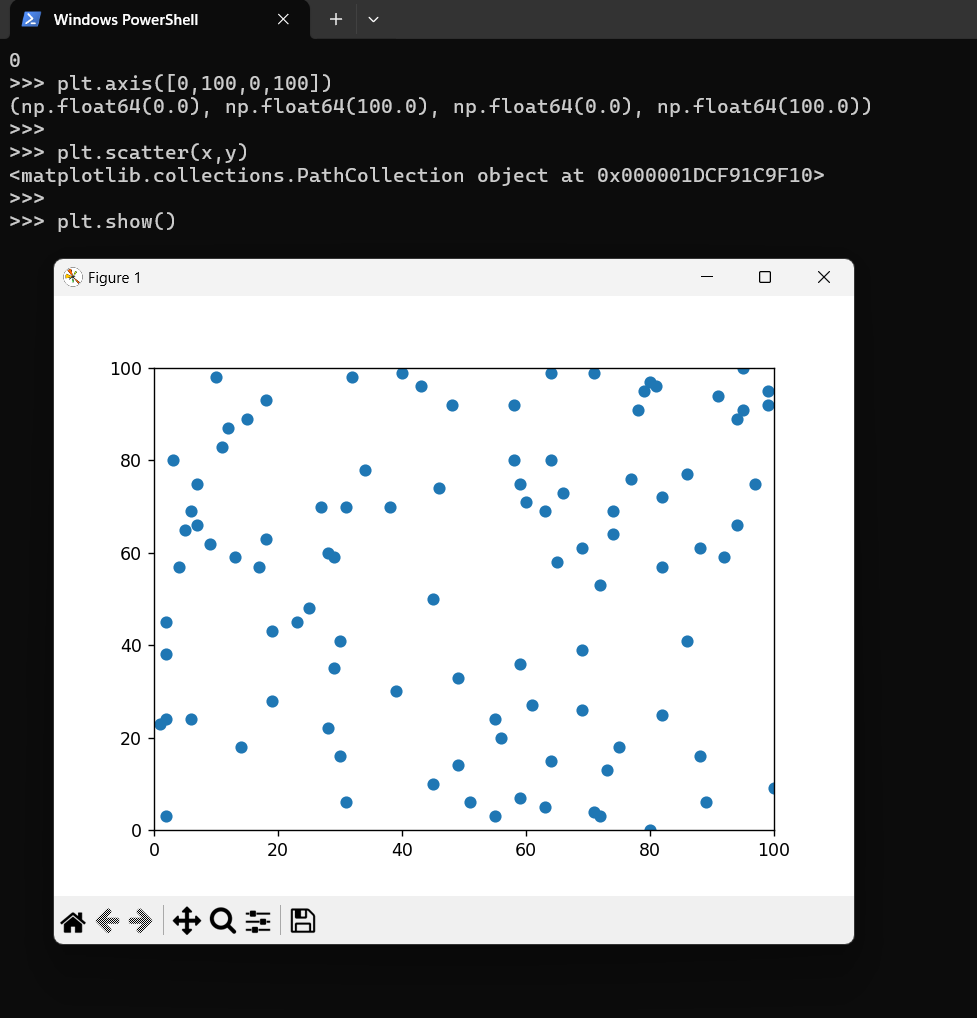 Windows PowerShell
0
>>> plt.axis([0,100,0,100])
(np.float64(0.0), np.float64(100.0), np.float64(0.0), np.float64(100.0))
>>>
>>> plt.scatter(x,y)
<matplotlib.collections.PathCollection object at 0x000001DCF91C9F10>
>>>
>>> plt.show()
Figure 1
100
80
60
40
20
0
0 20 40 60 80 100